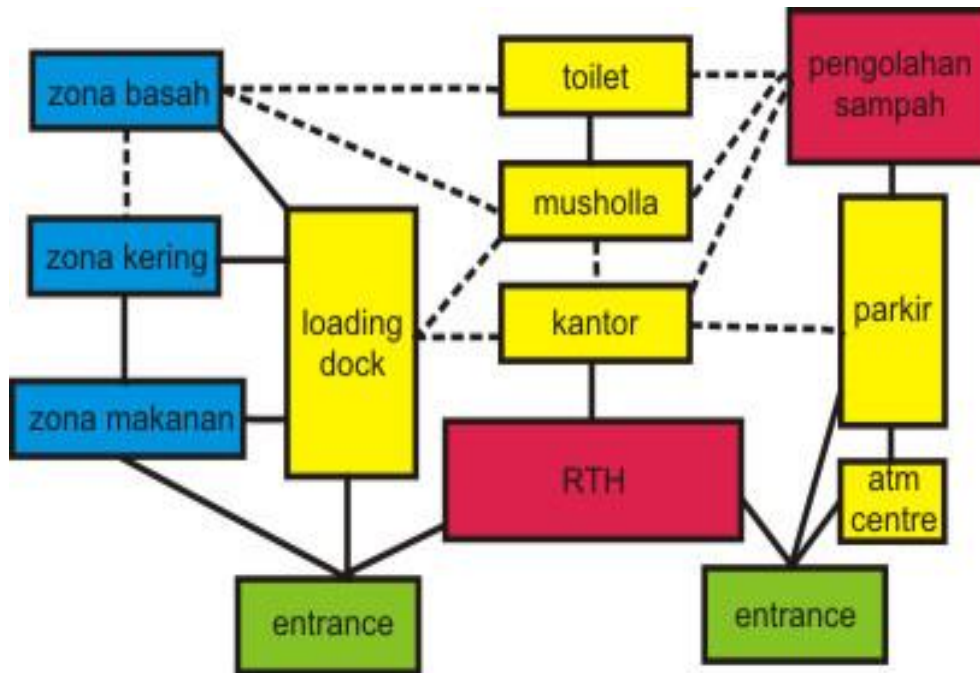 zona basah
toilet
pengolahan
sampah
zona kering
musholla
loading
dock
kantor
parkir
zona makanan
RTH
atm
centre
entrance
entrance